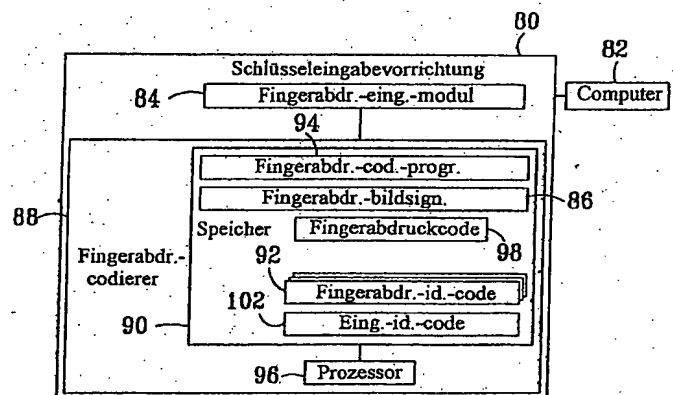 80
82
Schlüsseleingabevorrichtung
84
Fingerabdr.-eing.-modul
Computer
94
Fingerabdr.-cod.-progr.
88
Fingerabdr.-bildsign.
86
Speicher
Fingerabdruckcode
98
Fingerabdr.-
codierer
92
Fingerabdr.-id.-code
102
90
Eing.-id.-code
96
Prozessor